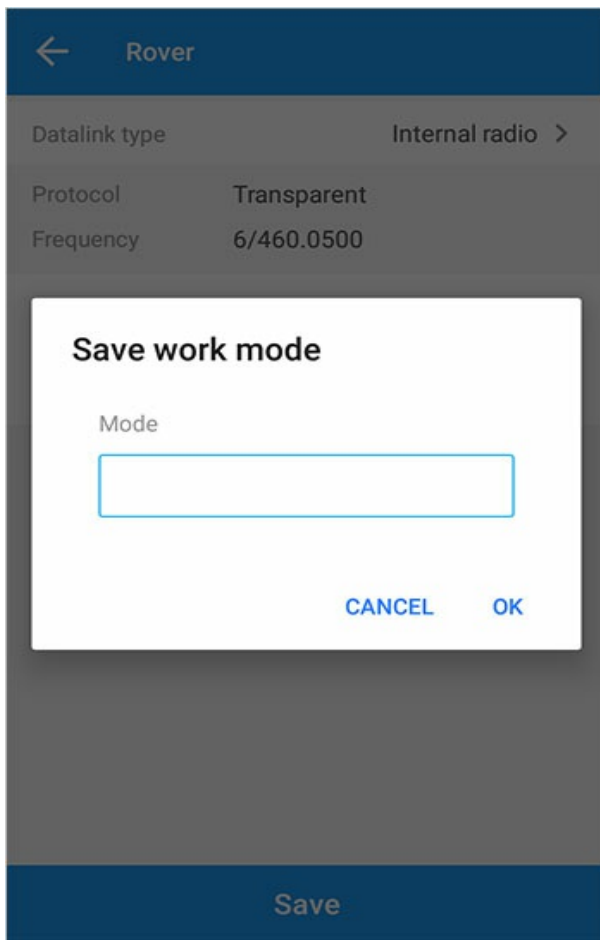 Rover
Datalink type Internal radio >
Protocol Transparent
Frequency 6/460.0500
Save work mode
Mode
CANCEL OK
Save